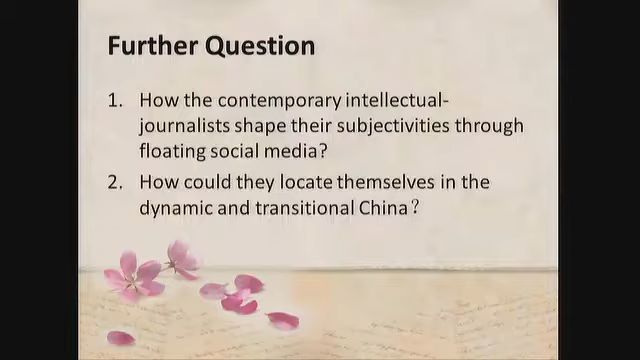 Further Question
1. How the contemporary intellectual-
journalists shape their subjectivities through
floating social media?
2. How could they locate themselves in the
dynamic and transitional China？